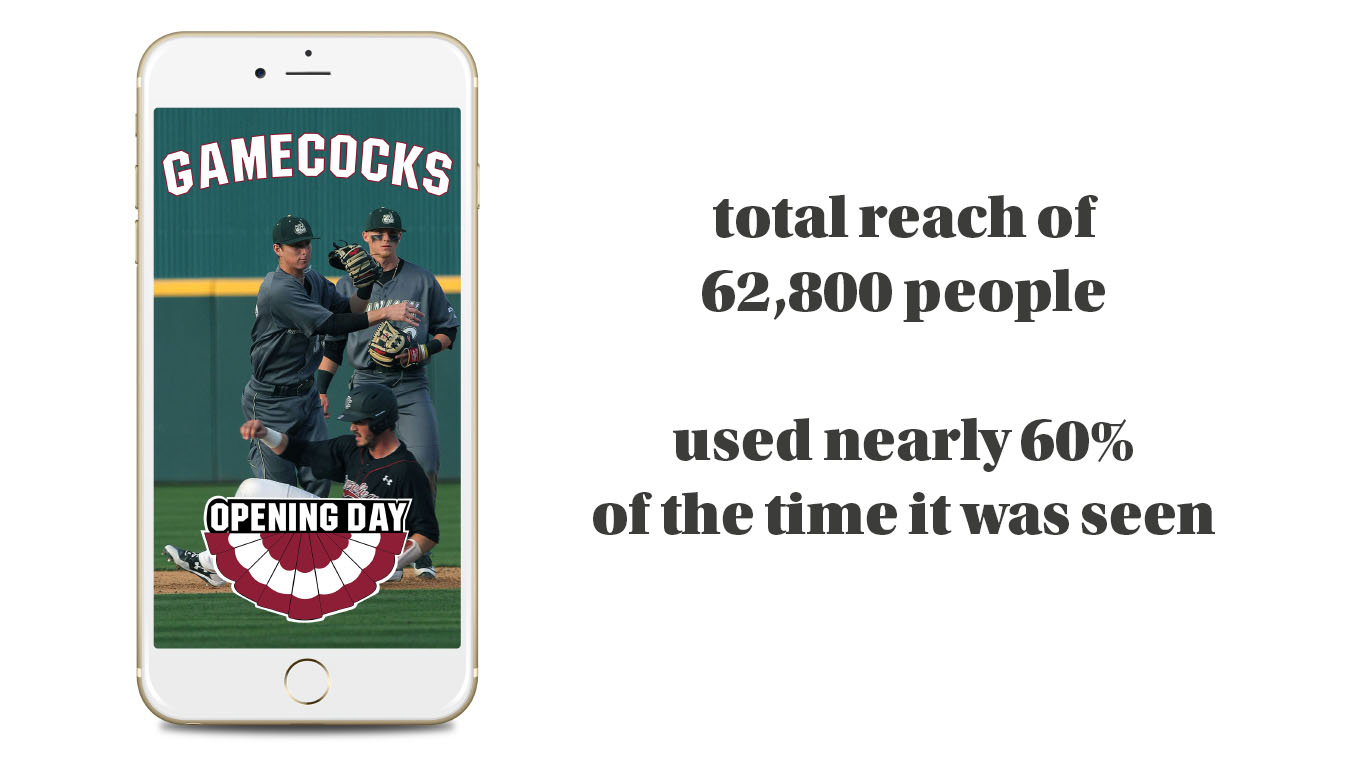 GAMECOCKS
OPENING DAY
total reach of
62,800 people
used nearly 60%
of the time it was seen